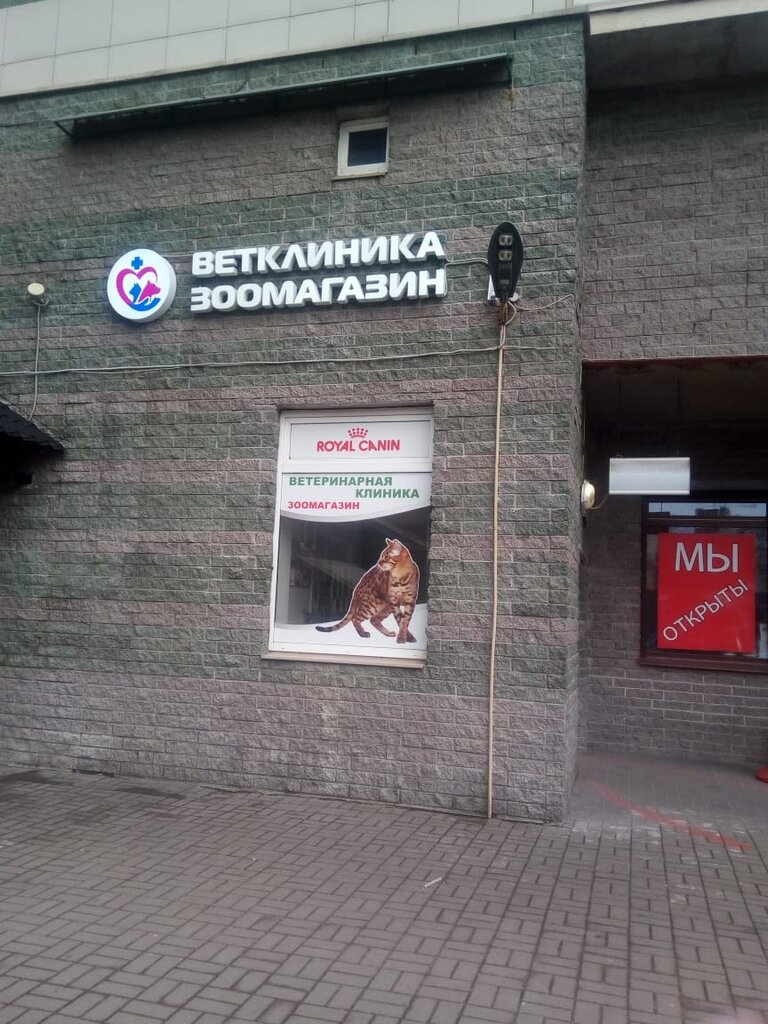 ВЕТКЛИНИКА
ЗООМАГАЗИН
ROYAL CANIN
ВЕТЕРИНАРНАЯ
КЛИНИКА
ЗООМАГАЗИН
МЫ
ОТКРЫТЫ